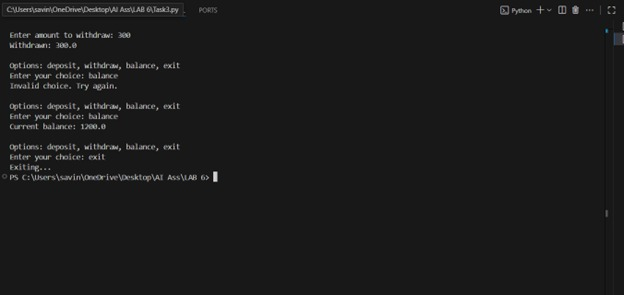 C:\Users\savin\OneDrive\Desktop\AI Ass\LAB 6\Task3.py
PORTS
Python
Enter amount to withdraw: 300
Withdrawn: 300.0
Options: deposit, withdraw, balance, exit
Enter your choice: balance
Invalid choice. Try again.
Options: deposit, withdraw, balance, exit
Enter your choice: balance
Current balance: 1200.0
Options: deposit, withdraw, balance, exit
Enter your choice: exit
Exiting...
PS C:\Users\savin\OneDrive\Desktop\AI Ass\LAB 6>